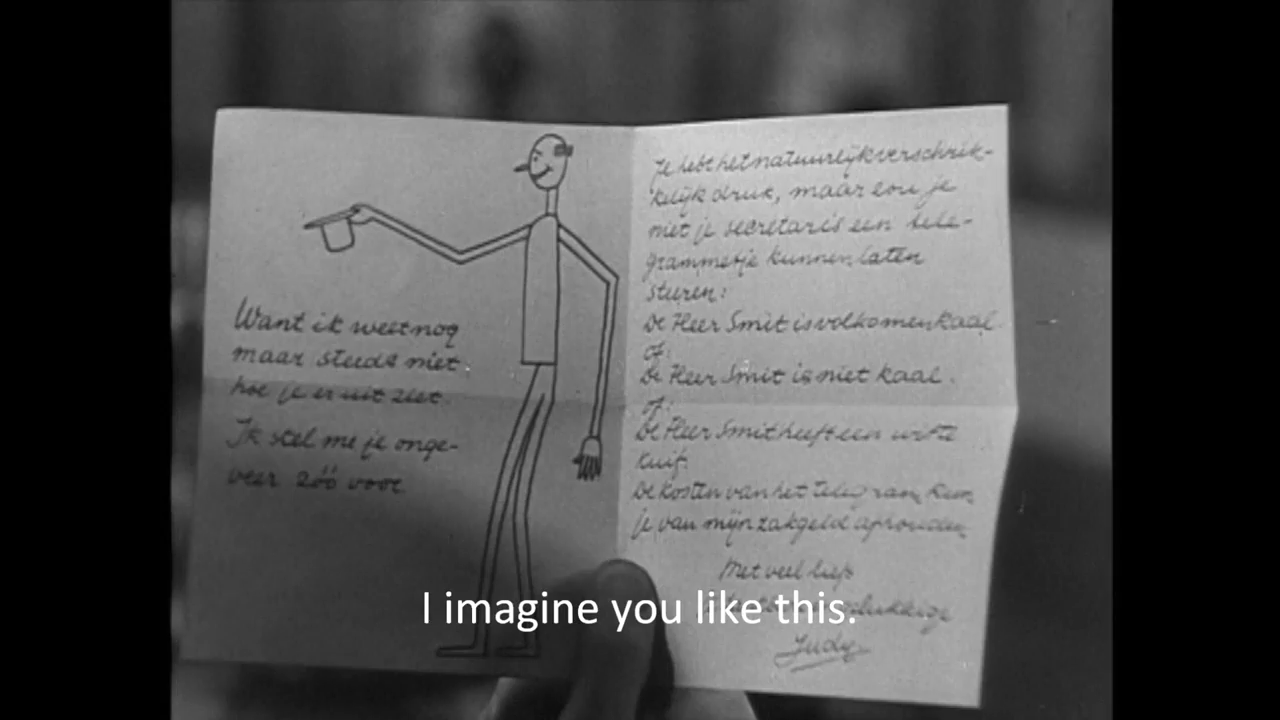 Want ik weet nog
maar steeds niet
hoe je er uit ziet.
Ik stel me je onge-
veer zóó voor
Je hebt het natuurlijk verschrik-
kelijk druk, maar zou je
met je secretaris een tele-
grammetje kunnen laten
sturen:
De Heer Smit is volkomen kaal.
of:
De Heer Smit is niet kaal.
of:
De Heer Smit heeft een witte
kuif.
De kosten van het telegram kun
je van mijn zakgeld afhouden
Met veel liefs
Judy
I imagine you like this.